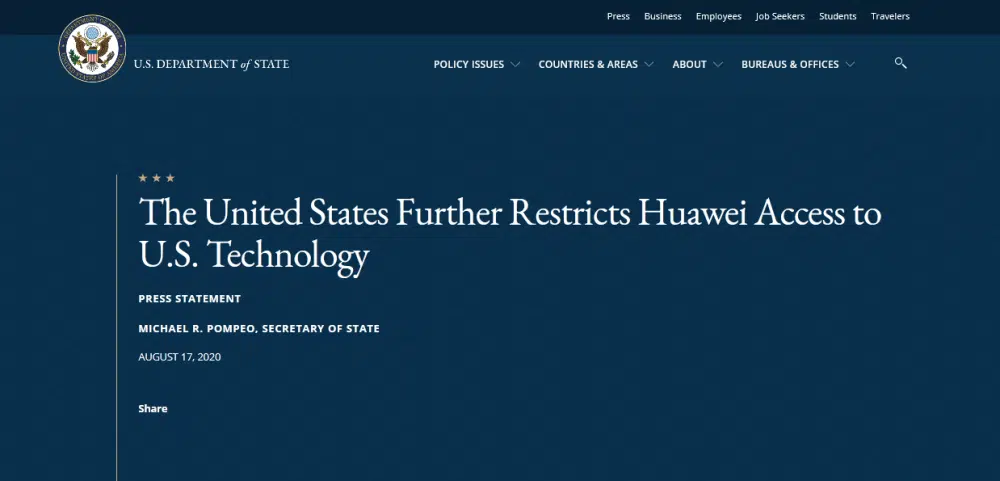 Press Business Employees Job Seekers Students Travelers
U.S. DEPARTMENT of STATE
POLICY ISSUES COUNTRIES & AREAS ABOUT BUREAUS & OFFICES
The United States Further Restricts Huawei Access to
U.S. Technology
PRESS STATEMENT
MICHAEL R. POMPEO, SECRETARY OF STATE
AUGUST 17, 2020
Share